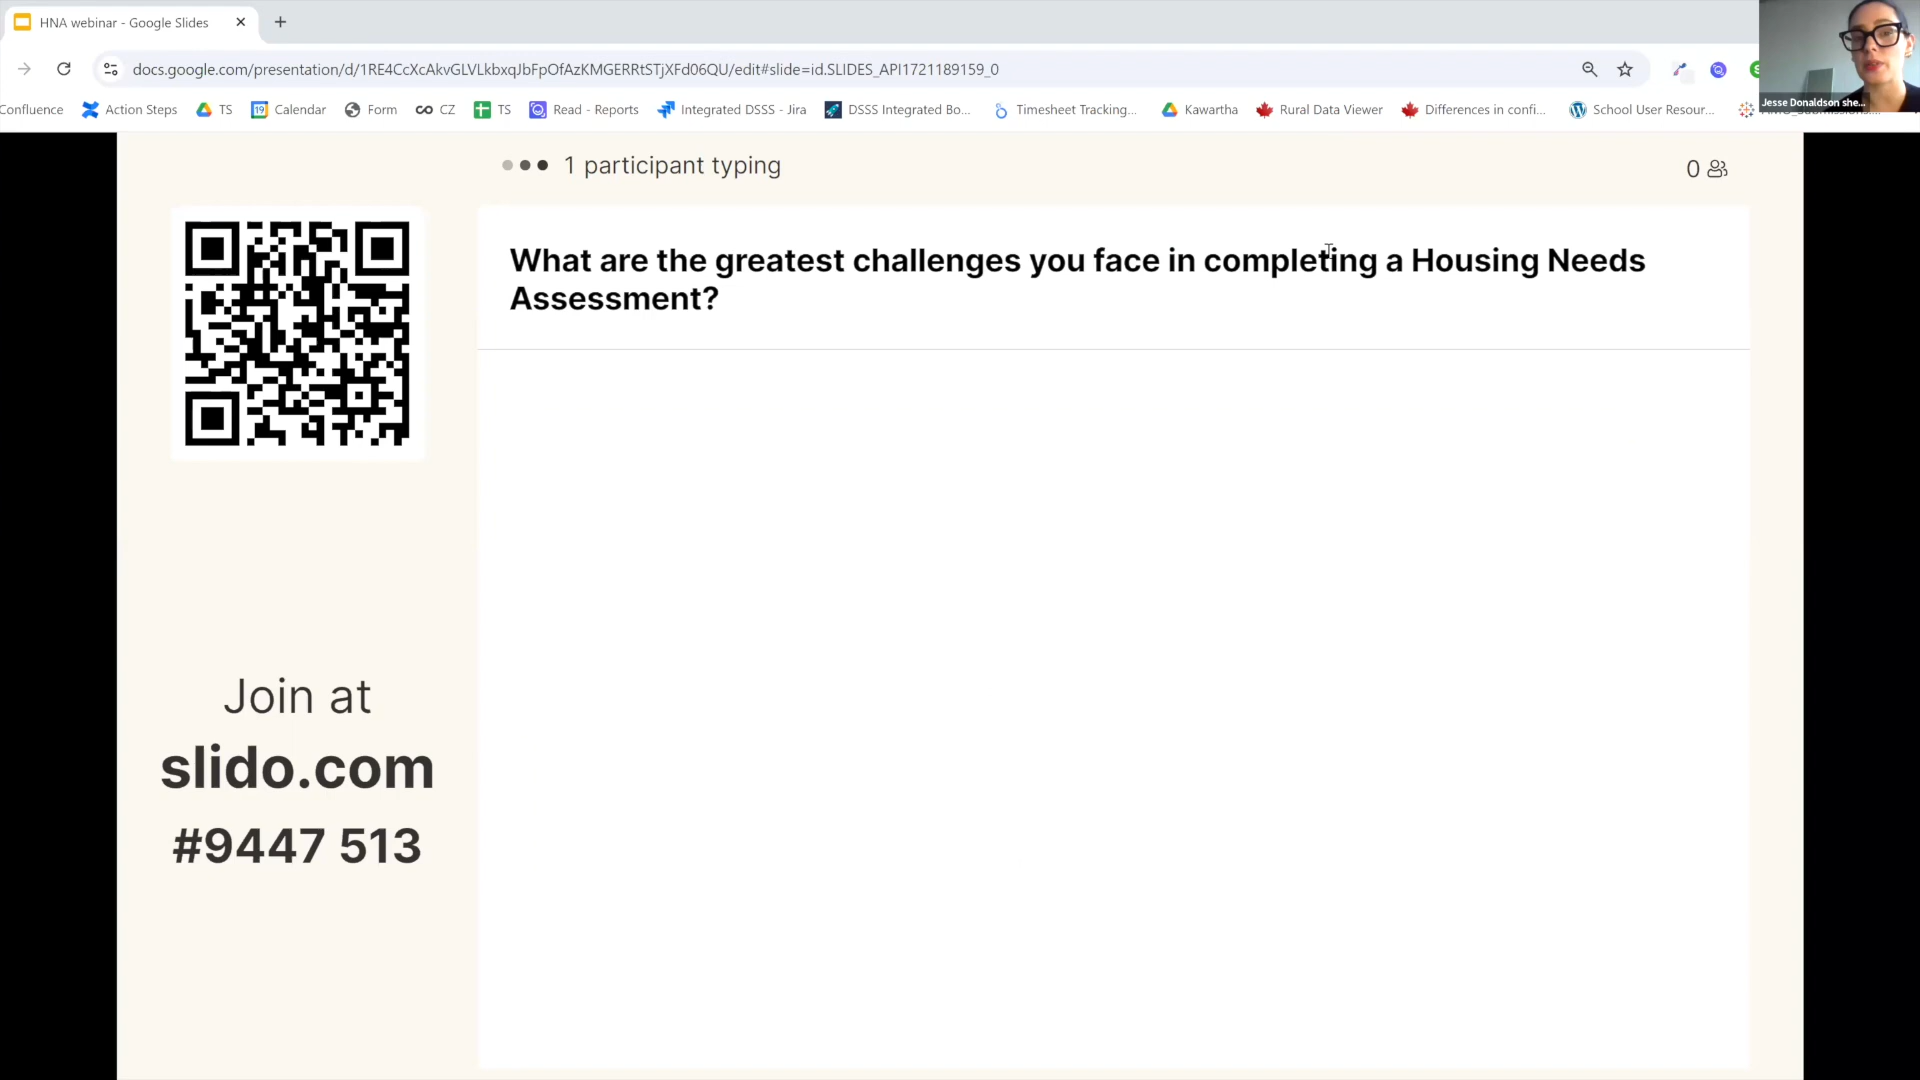 HNA webinar - Google Slides
docs.google.com/presentation/d/1RE4CcXcAkvGLVLkbxqJbFpOfAzKMGERRtSTjXFd06QU/edit#slide=id.SLIDES_API1721189159_0
Confluence Action Steps TS Calendar Form CZ TS Read - Reports Integrated DSSS - Jira DSSS Integrated Bo... Timesheet Tracking... Kawartha Rural Data Viewer Differences in confi... School User Resour...
Jesse Donaldson she...
1 participant typing
0
What are the greatest challenges you face in completing a Housing Needs
Assessment?
Join at
slido.com
#9447 513